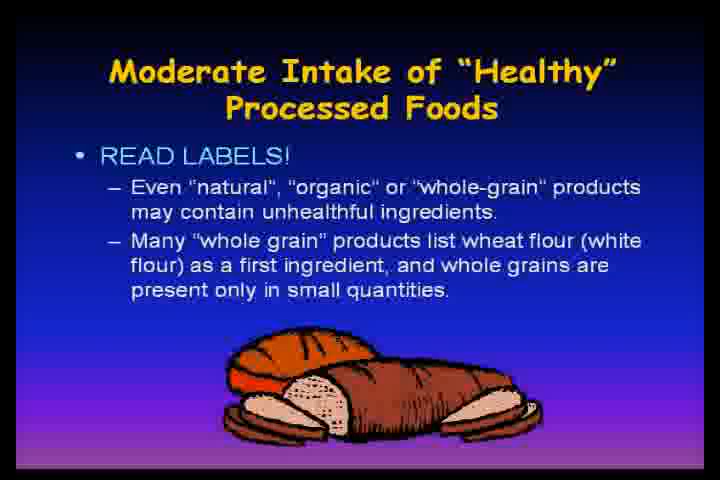 Moderate Intake of “Healthy”
Processed Foods
• READ LABELS!
– Even “natural”, “organic” or “whole-grain” products
may contain unhealthful ingredients.
– Many “whole grain” products list wheat flour (white
flour) as a first ingredient, and whole grains are
present only in small quantities.